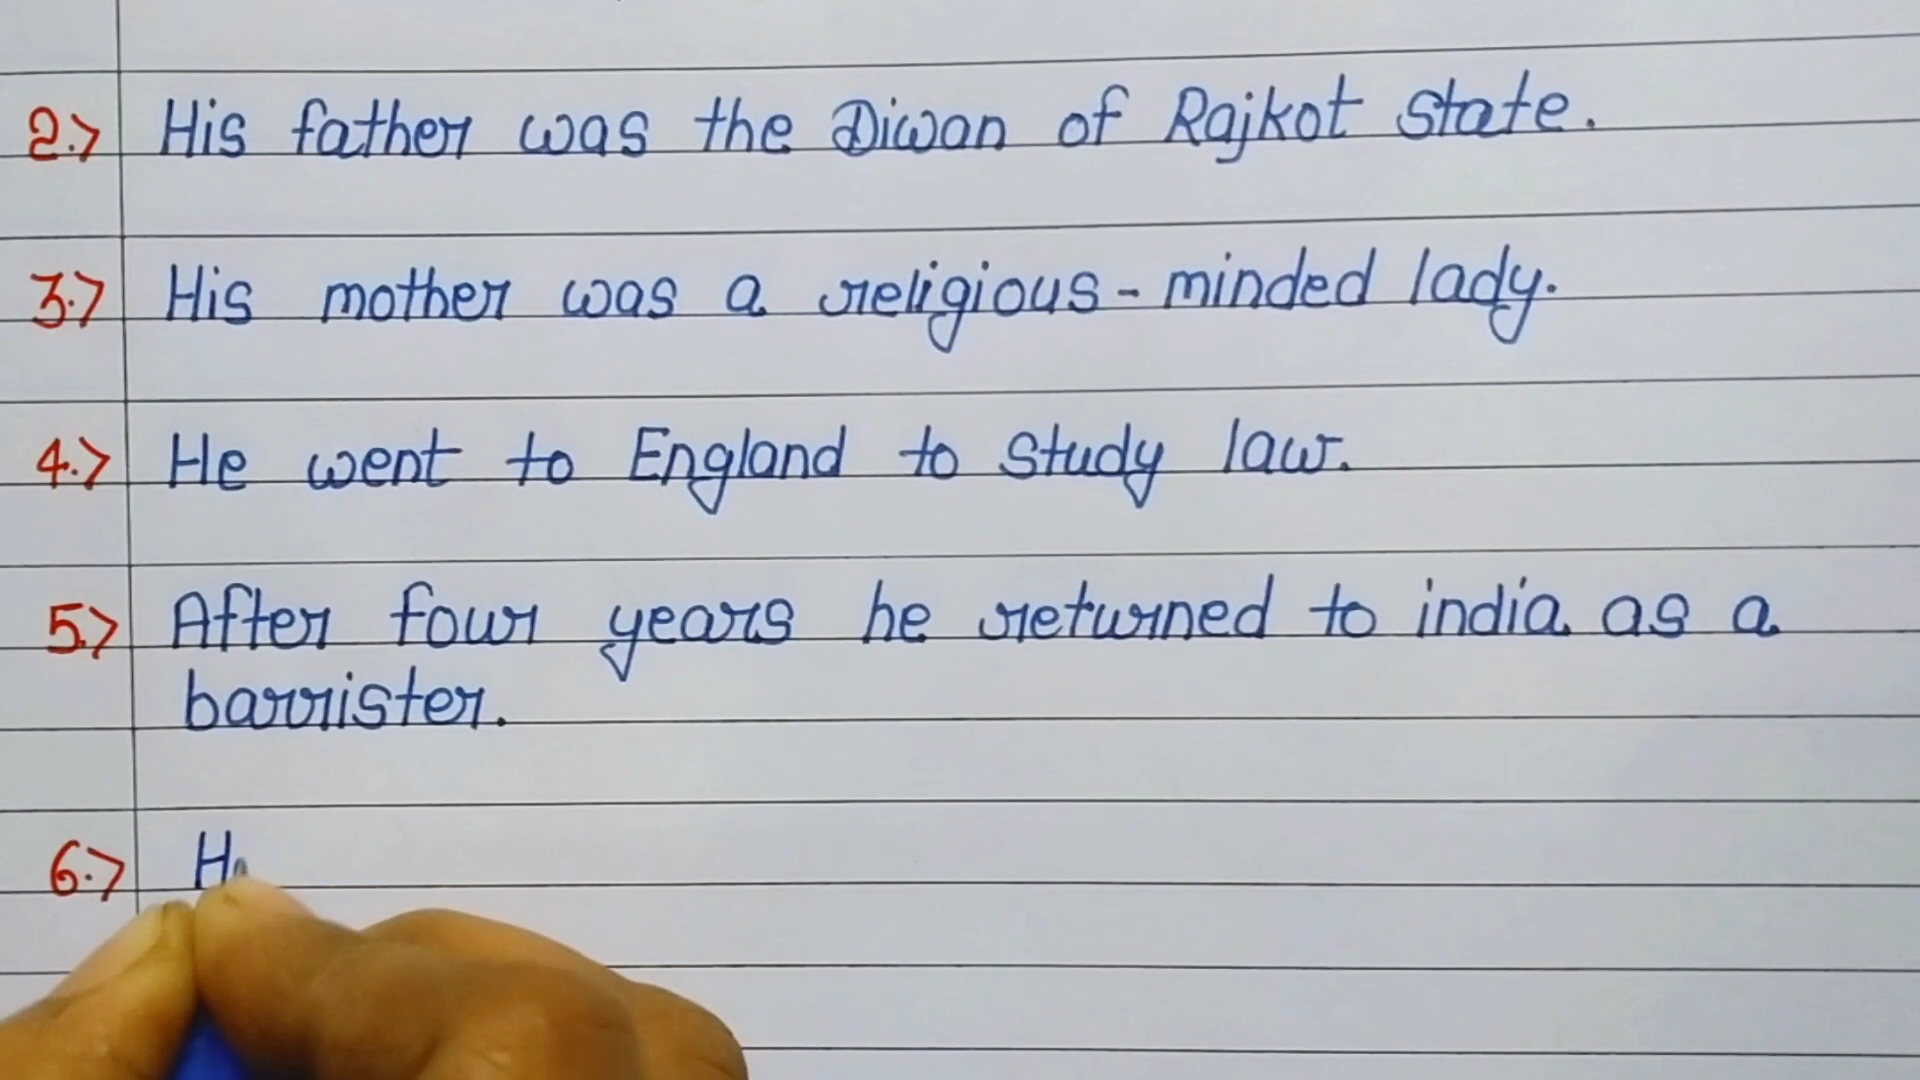 2.> His father was the Diwan of Rajkot state.
3.> His mother was a religious-minded lady.
4.> He went to England to study law.
5.> After four years he returned to india as a
barrister.
6.>